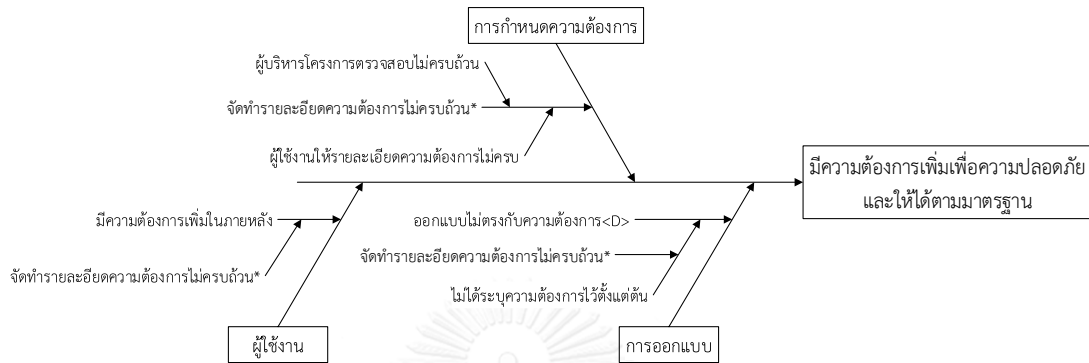 การกำหนดความต้องการ
ผู้บริหารโครงการตรวจสอบไม่ครบถ้วน
จัดทำรายละอียดความต้องการไม่ครบถ้วน*
ผู้ใช้งานให้รายละเอียดความต้องการไม่ครบ
มีความต้องการเพิ่มเพื่อความปลอดภัย
และให้ได้ตามมาตรฐาน
มีความต้องการเพิ่มในภายหลัง
ออกแบบไม่ตรงกับความต้องการ<D>
จัดทำรายละอียดความต้องการไม่ครบถ้วน*
จัดทำรายละอียดความต้องการไม่ครบถ้วน*
ไม่ได้ระบุความต้องการไว้ตั้งแต่ต้น
ผู้ใช้งาน
การออกแบบ